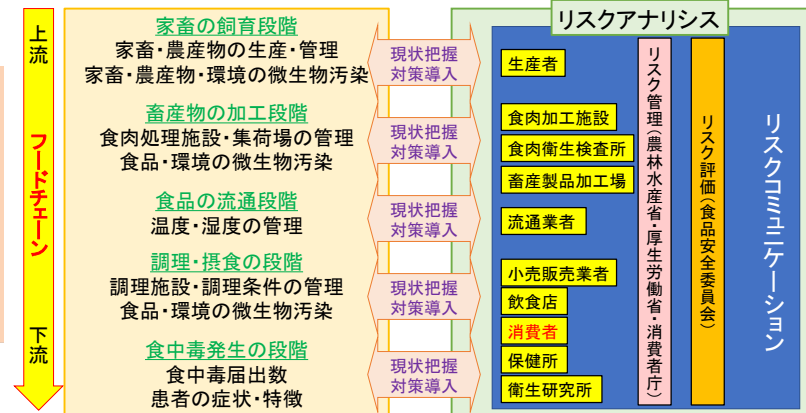 上流
フードチェーン
下流
家畜の飼育段階
家畜・農産物の生産・管理
家畜・農産物・環境の微生物汚染
畜産物の加工段階
食肉処理施設・集荷場の管理
食品・環境の微生物汚染
食品の流通段階
温度・湿度の管理
調理・摂食の段階
調理施設・調理条件の管理
食品・環境の微生物汚染
食中毒発生の段階
食中毒届出数
患者の症状・特徴
現状把握
対策導入
現状把握
対策導入
現状把握
対策導入
現状把握
対策導入
現状把握
対策導入
リスクアナリシス
生産者
食肉加工施設
食肉衛生検査所
畜産製品加工場
流通業者
小売販売業者
飲食店
消費者
保健所
衛生研究所
リスク管理(農林水産省・厚生労働省・消費者庁)
リスク評価(食品安全委員会)
リスクコミュニケーション